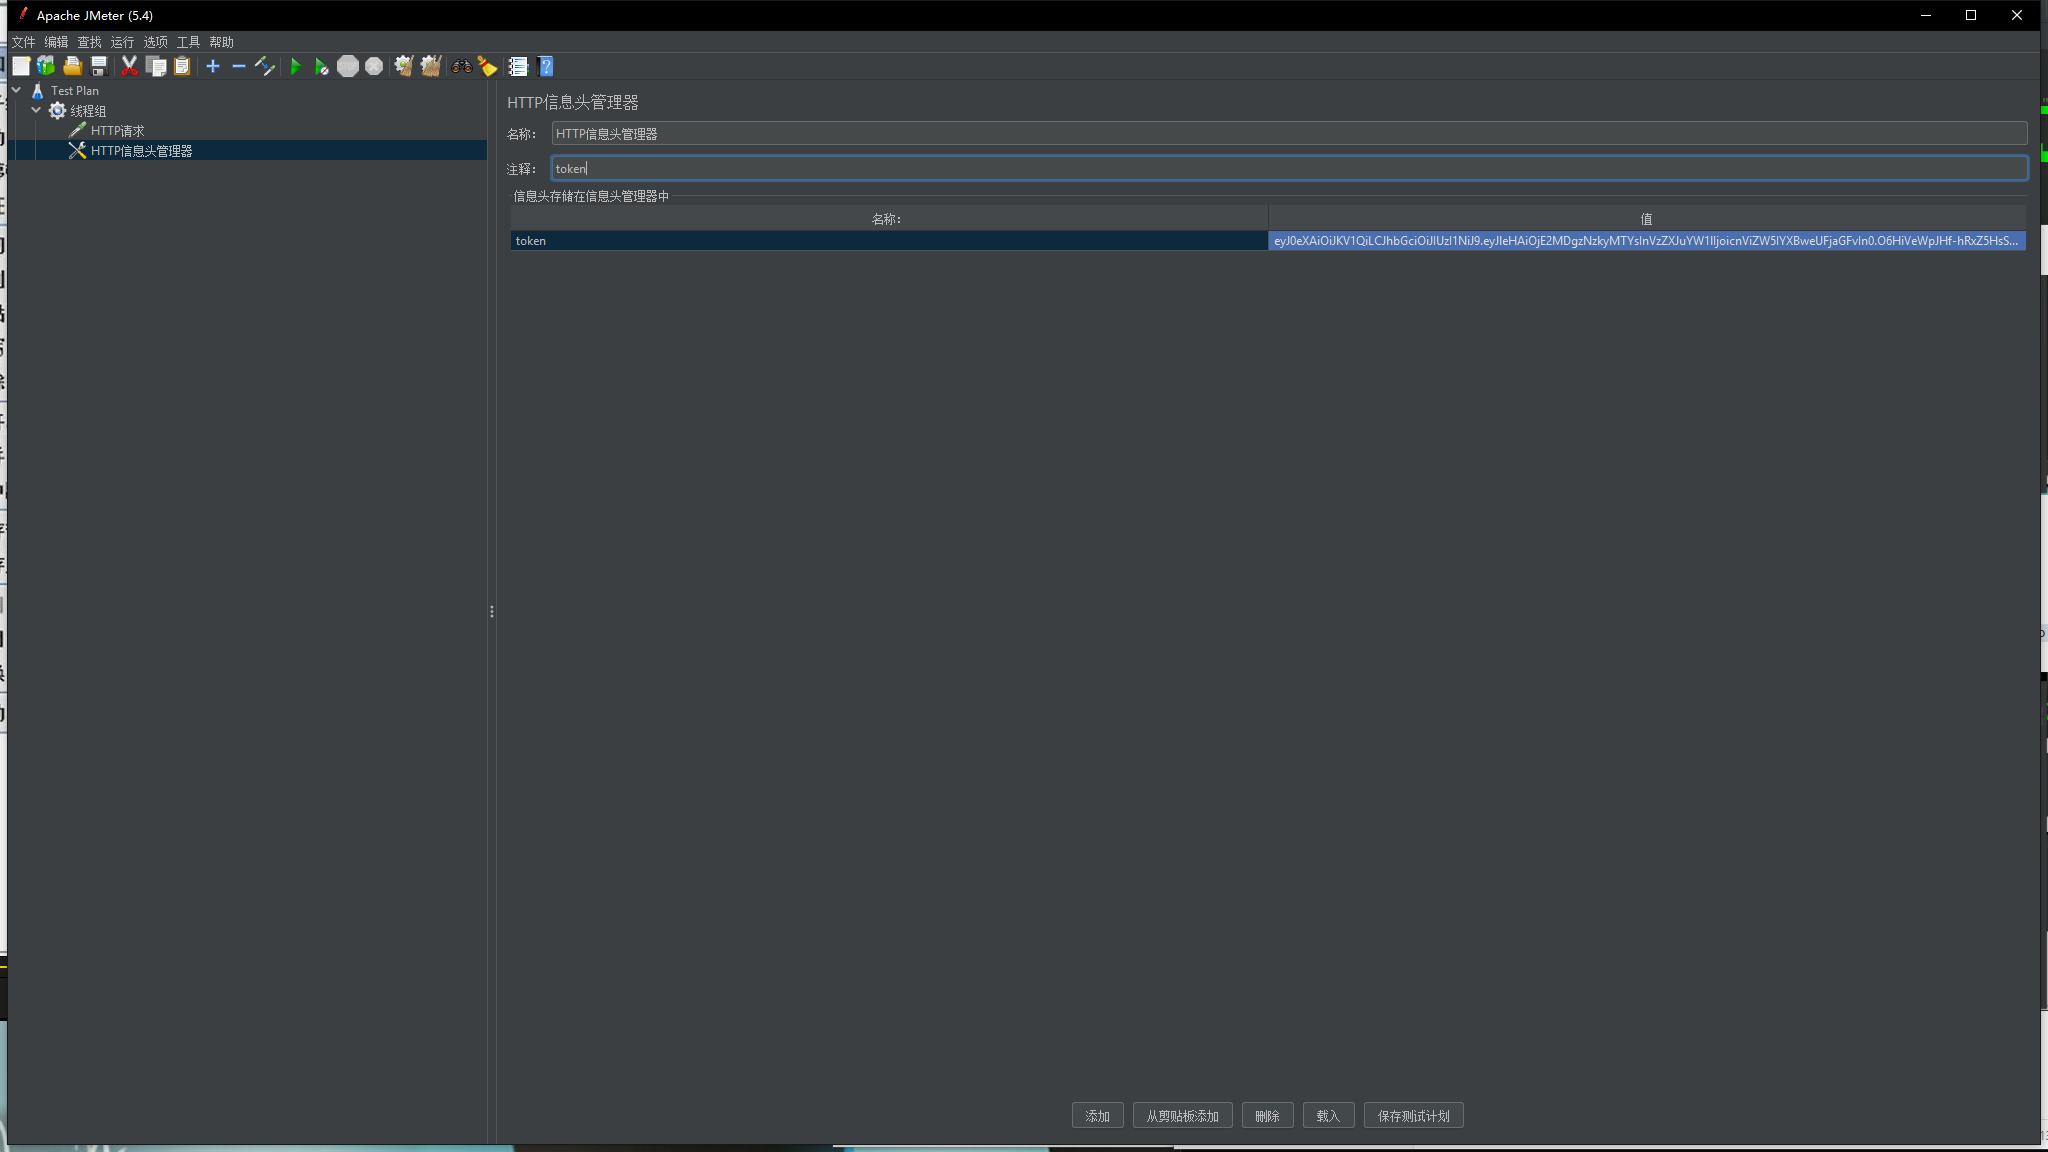 Apache JMeter (5.4)
文件 编辑 查找 运行 选项 工具 帮助
Test Plan
线程组
HTTP请求
HTTP信息头管理器
HTTP信息头管理器
名称： HTTP信息头管理器
注释： token
信息头存储在信息头管理器中
名称： 值
token
添加 从剪贴板添加 删除 载入 保存测试计划